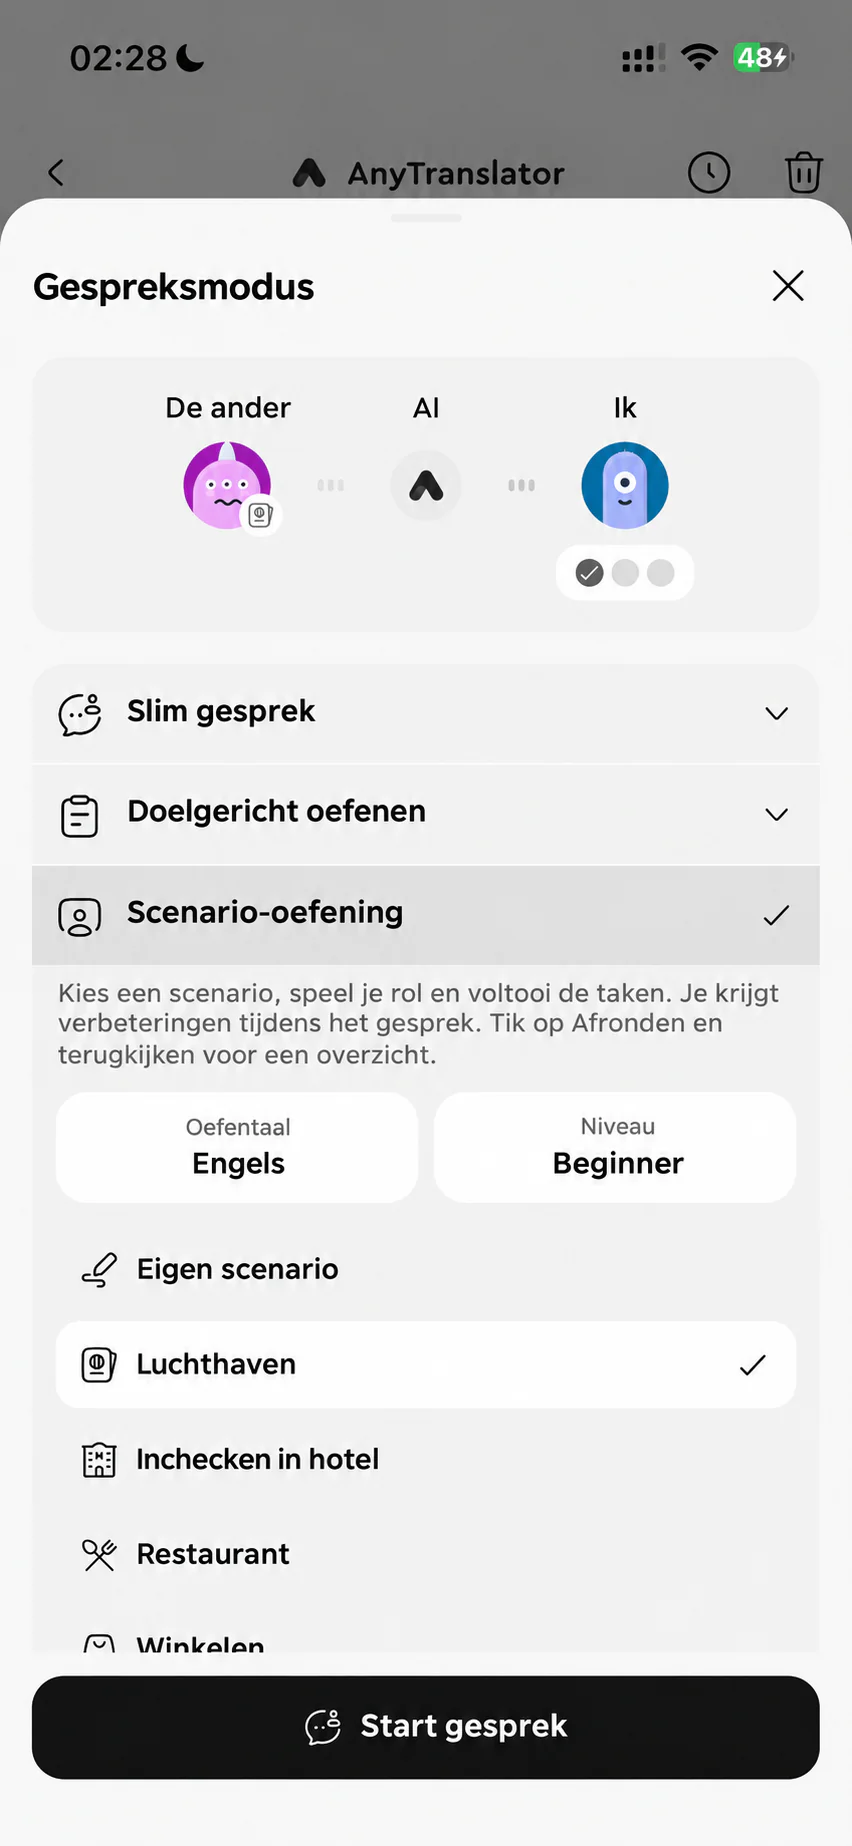 02:28
48
AnyTranslator
Gespreksmodus
De ander
AI
Ik
Slim gesprek
Doelgericht oefenen
Scenario-oefening
Kies een scenario, speel je rol en voltooi de taken. Je krijgt
verbeteringen tijdens het gesprek. Tik op Afronden en
terugkijken voor een overzicht.
Oefentaal
Engels
Niveau
Beginner
Eigen scenario
Luchthaven
Inchecken in hotel
Restaurant
Winkelen
Start gesprek